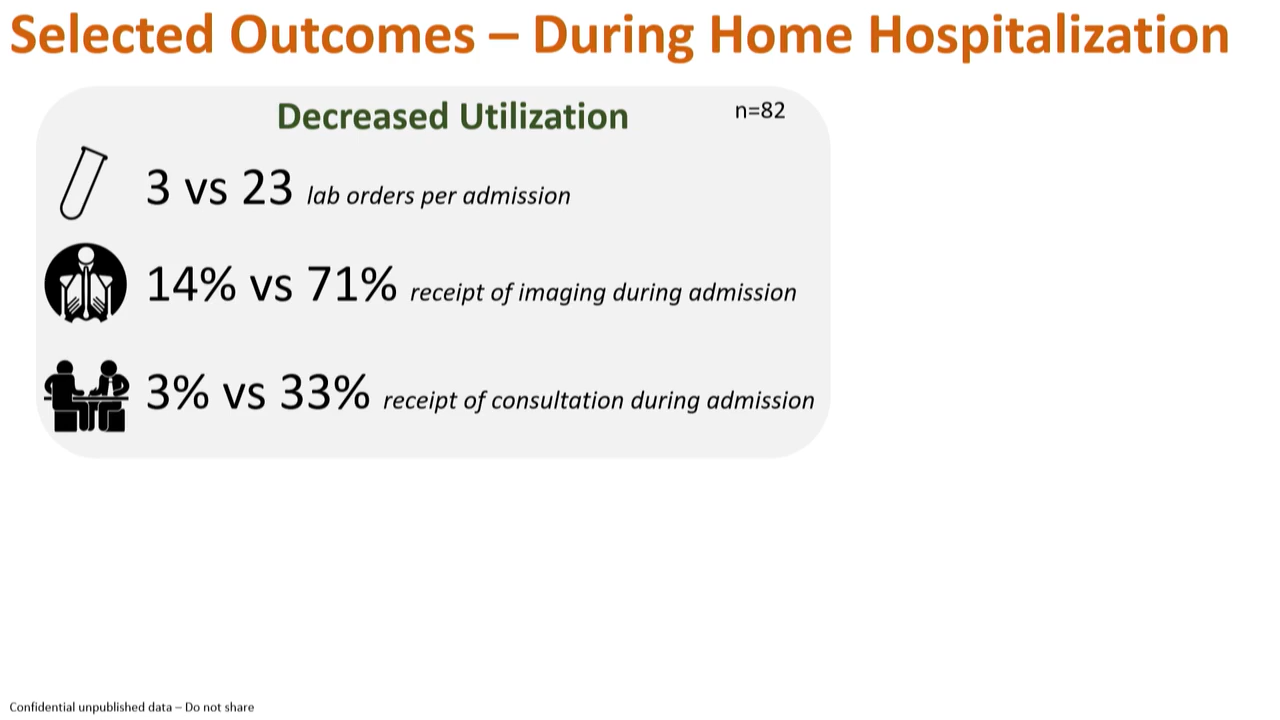 Selected Outcomes – During Home Hospitalization
Decreased Utilization
n=82
3 vs 23 lab orders per admission
14% vs 71% receipt of imaging during admission
3% vs 33% receipt of consultation during admission
Confidential unpublished data – Do not share